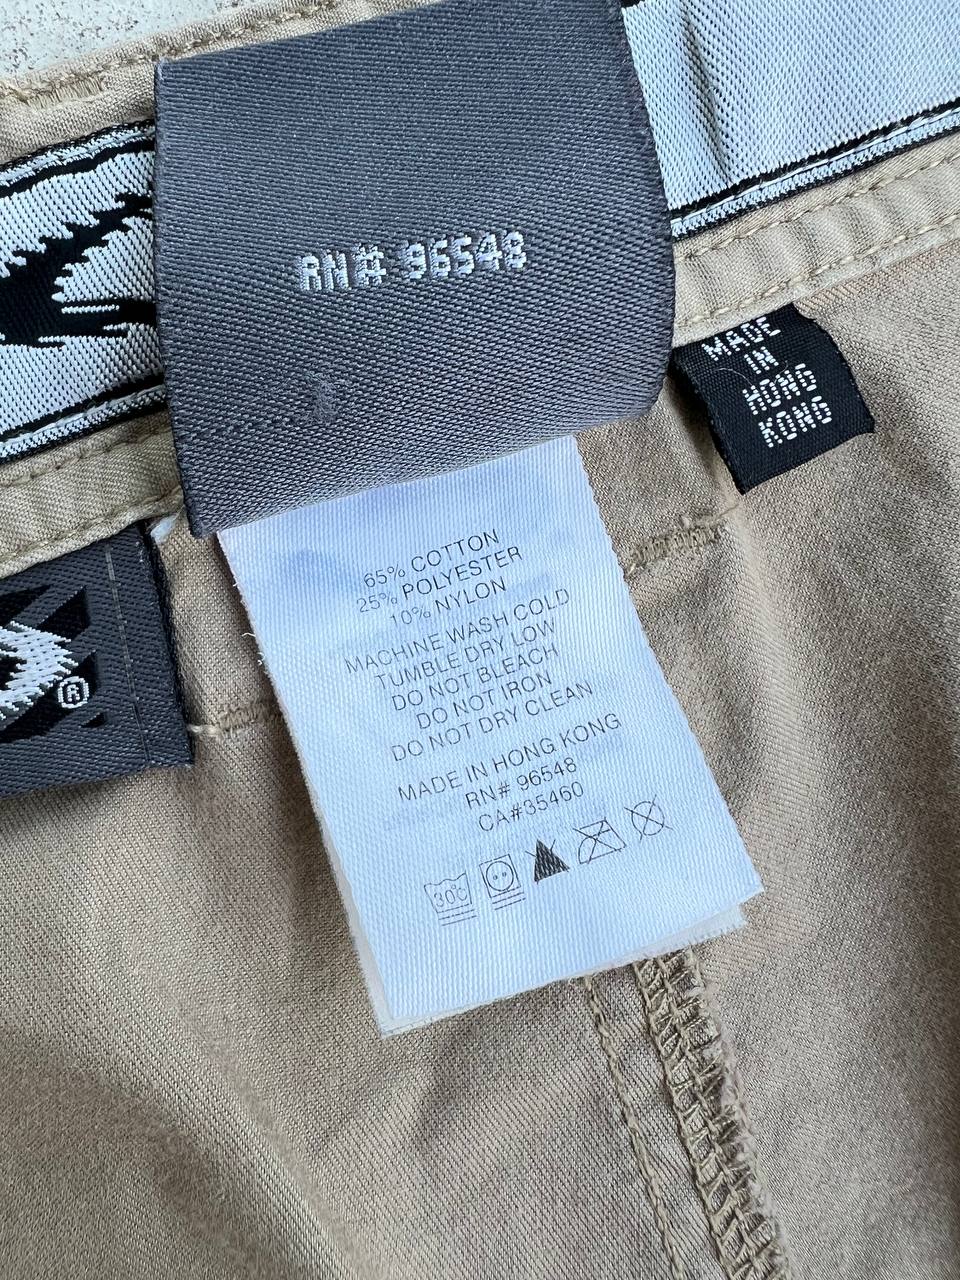 RN# 96548
MADE
IN
HONG
KONG
65% COTTON
25% POLYESTER
10% NYLON
MACHINE WASH COLD
TUMBLE DRY LOW
DO NOT BLEACH
DO NOT IRON
DO NOT DRY CLEAN
MADE IN HONG KONG
RN# 96548
CA#35460
30°C
®